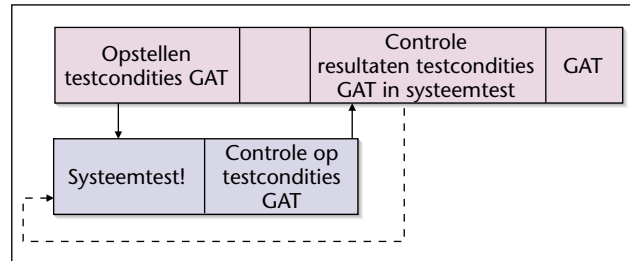 Opstellen
testcondities GAT
Controle
resultaten testcondities
GAT in systeemtest
GAT
Systeemtest!
Controle op
testcondities
GAT